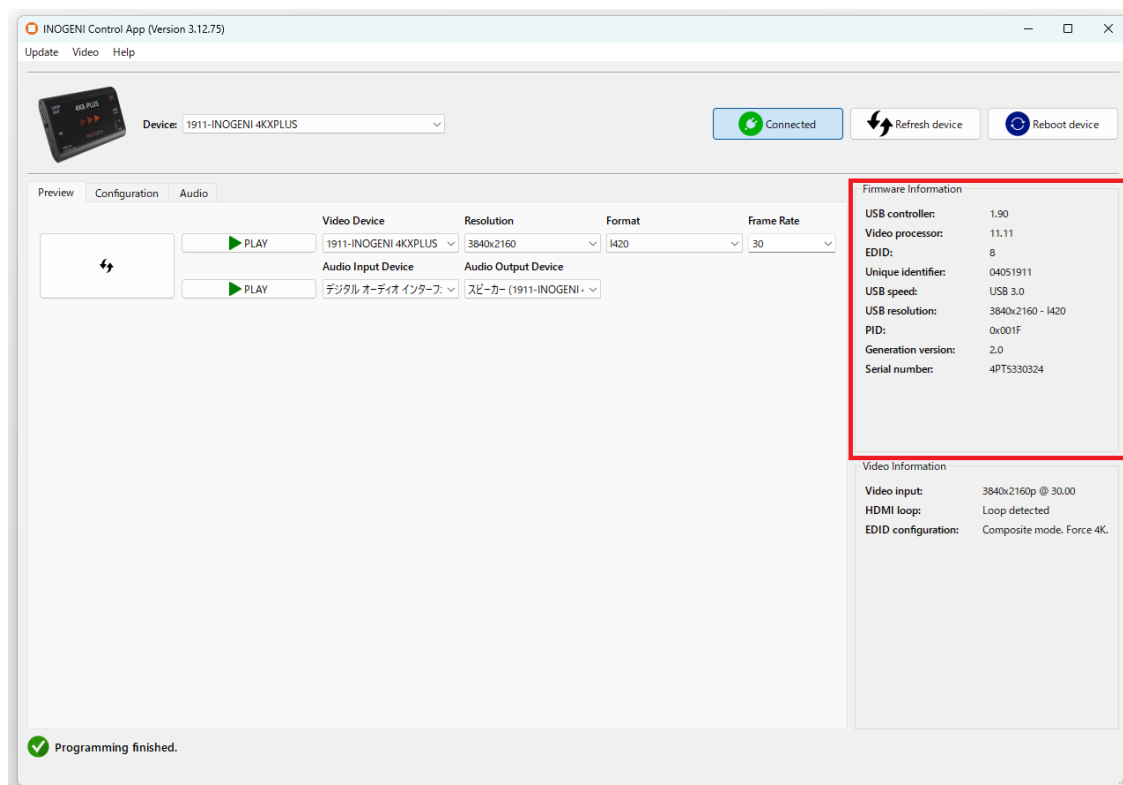 INOGENI Control App (Version 3.12.75)
Update Video Help
4KX-PLUS
Device: 1911-INOGENI 4KXPLUS
Connected
Refresh device
Reboot device
Preview Configuration Audio
Video Device Resolution Format Frame Rate
PLAY 1911-INOGENI 4KXPLUS 3840x2160 I420 30
Audio Input Device Audio Output Device
PLAY デジタル オーディオ インターフ: スピーカー (1911-INOGENI
Firmware Information
USB controller: 1.90
Video processor: 11.11
EDID: 8
Unique identifier: 04051911
USB speed: USB 3.0
USB resolution: 3840x2160 - I420
PID: 0x001F
Generation version: 2.0
Serial number: 4PT5330324
Video Information
Video input: 3840x2160p @ 30.00
HDMI loop: Loop detected
EDID configuration: Composite mode. Force 4K.
Programming finished.